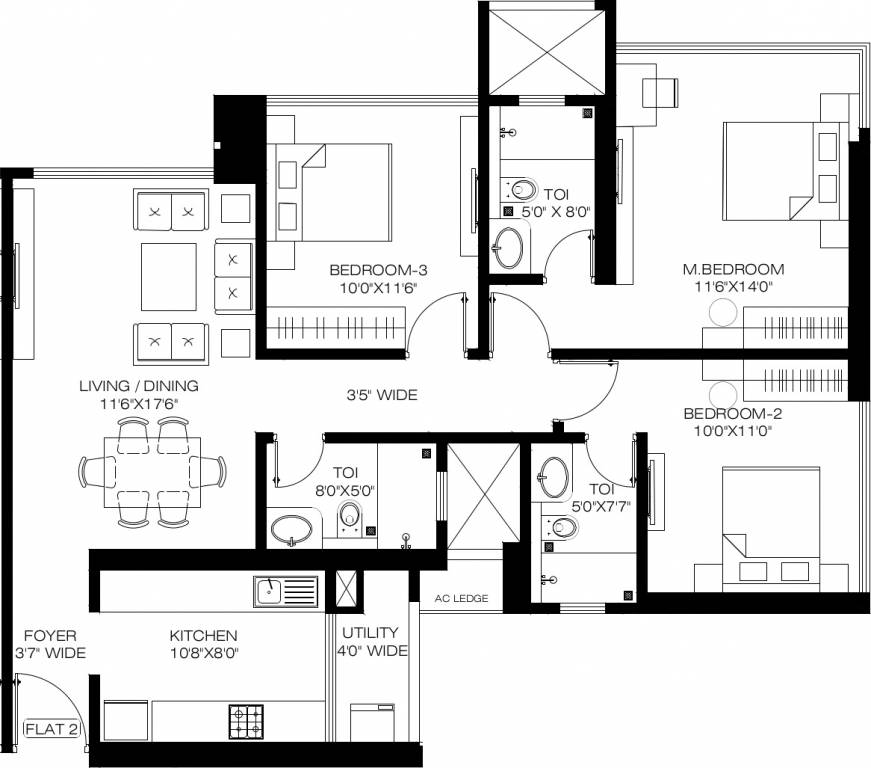 TOI
5'0" X 8'0"
BEDROOM-3
10'0"X11'6"
M.BEDROOM
11'6"X14'0"
LIVING / DINING
11'6"X17'6"
3'5" WIDE
BEDROOM-2
10'0"X11'0"
TOI
8'0"X5'0"
TOI
5'0"X7'7"
AC LEDGE
FOYER
3'7" WIDE
KITCHEN
10'8"X8'0"
UTILITY
4'0" WIDE
FLAT 2